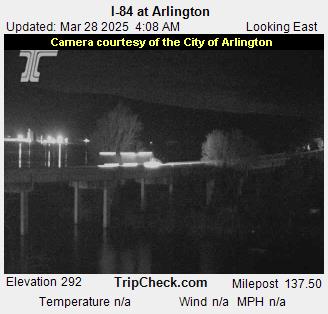 I-84 at Arlington
Updated: Mar 28 2025 4:08 AM Looking East
Camera courtesy of the City of Arlington
Elevation 292 TripCheck.com Milepost 137.50
Temperature n/a Wind n/a MPH n/a